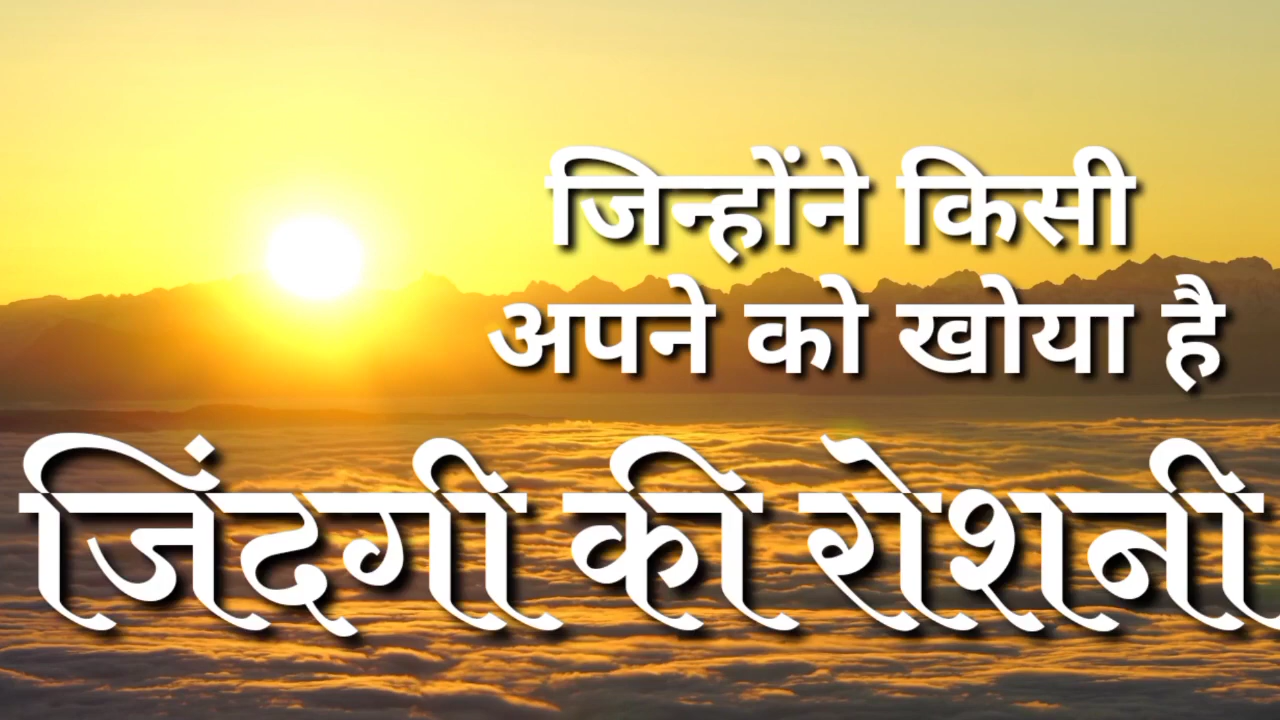 जिन्होंने किसी
अपने को खोया है
जिंदगी की रोशनी